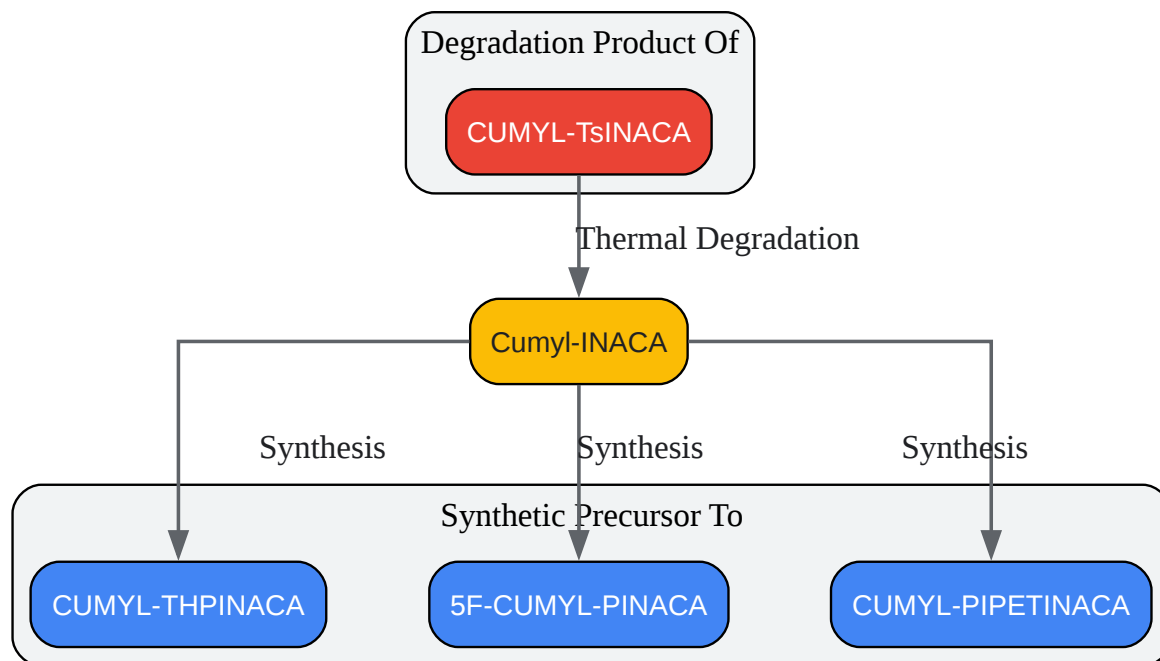 Degradation Product Of
CUMYL-TsINACA
Thermal Degradation
Cumyl-INACA
Synthesis
Synthesis
Synthesis
Synthetic Precursor To
CUMYL-THPINACA
5F-CUMYL-PINACA
CUMYL-PIPETINACA